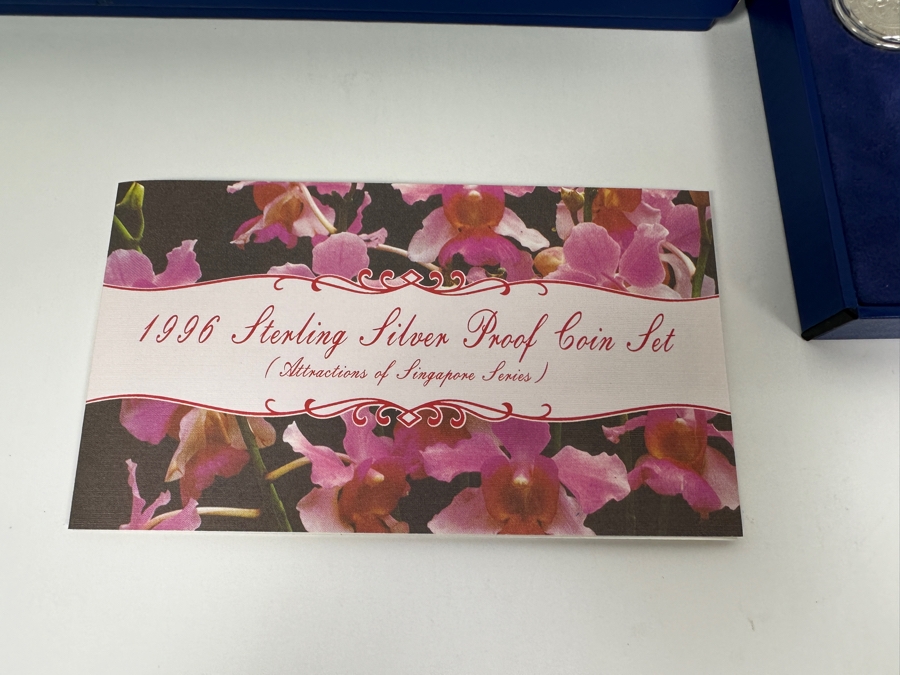 1996 Sterling Silver Proof Coin Set
(Attractions of Singapore Series)